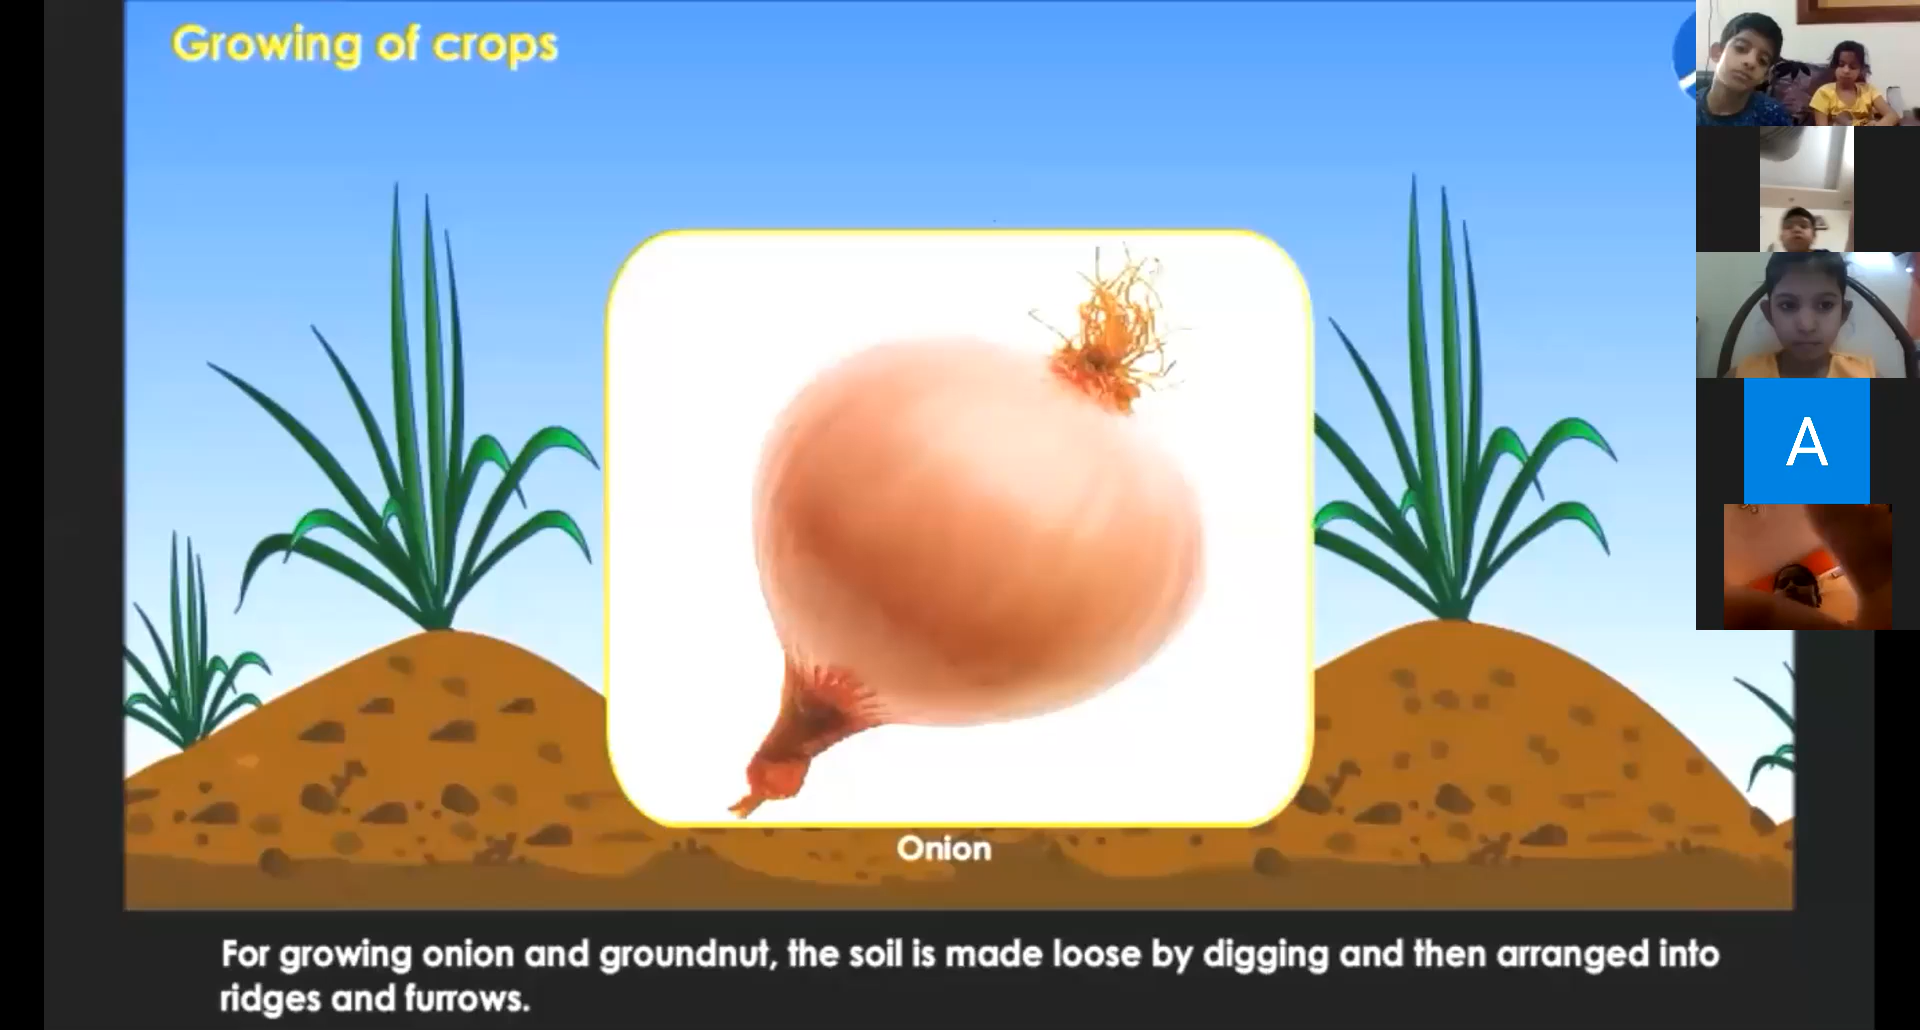 Growing of crops
A
Onion
For growing onion and groundnut, the soil is made loose by digging and then arranged into
ridges and furrows.